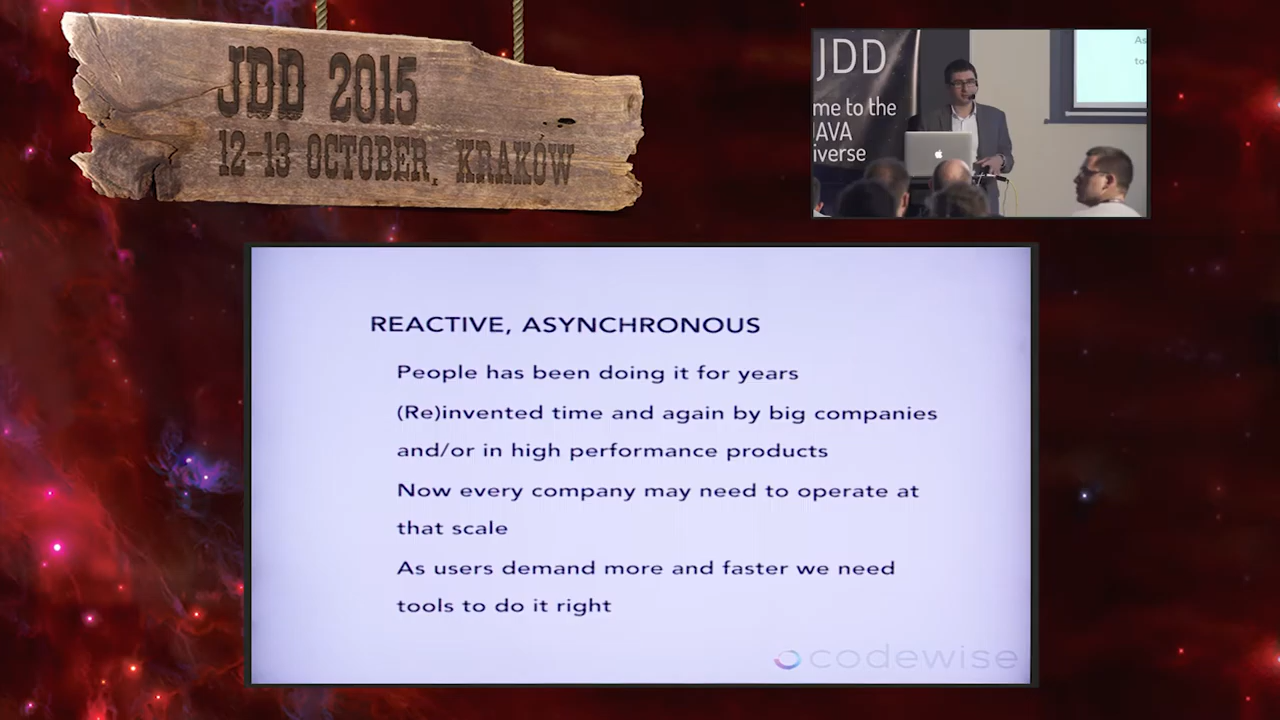 JDD 2015
12-13 OCTOBER, KRAKÓW
JDD
me to the
JAVA
iverse
As
too
REACTIVE, ASYNCHRONOUS
People has been doing it for years
(Re)invented time and again by big companies
and/or in high performance products
Now every company may need to operate at
that scale
As users demand more and faster we need
tools to do it right
codewise